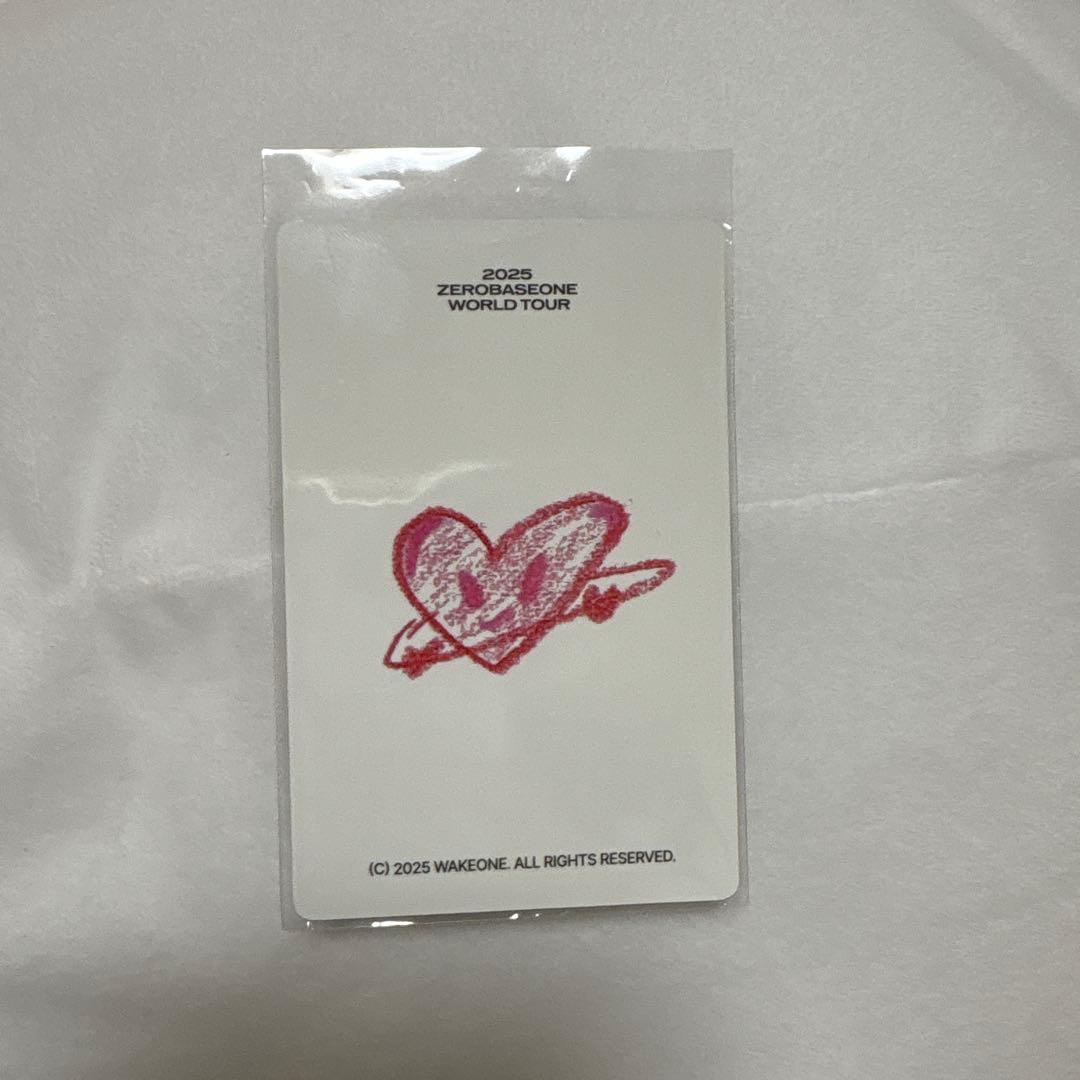 2025
ZEROBASEONE
WORLD TOUR
(C) 2025 WAKEONE. ALL RIGHTS RESERVED.